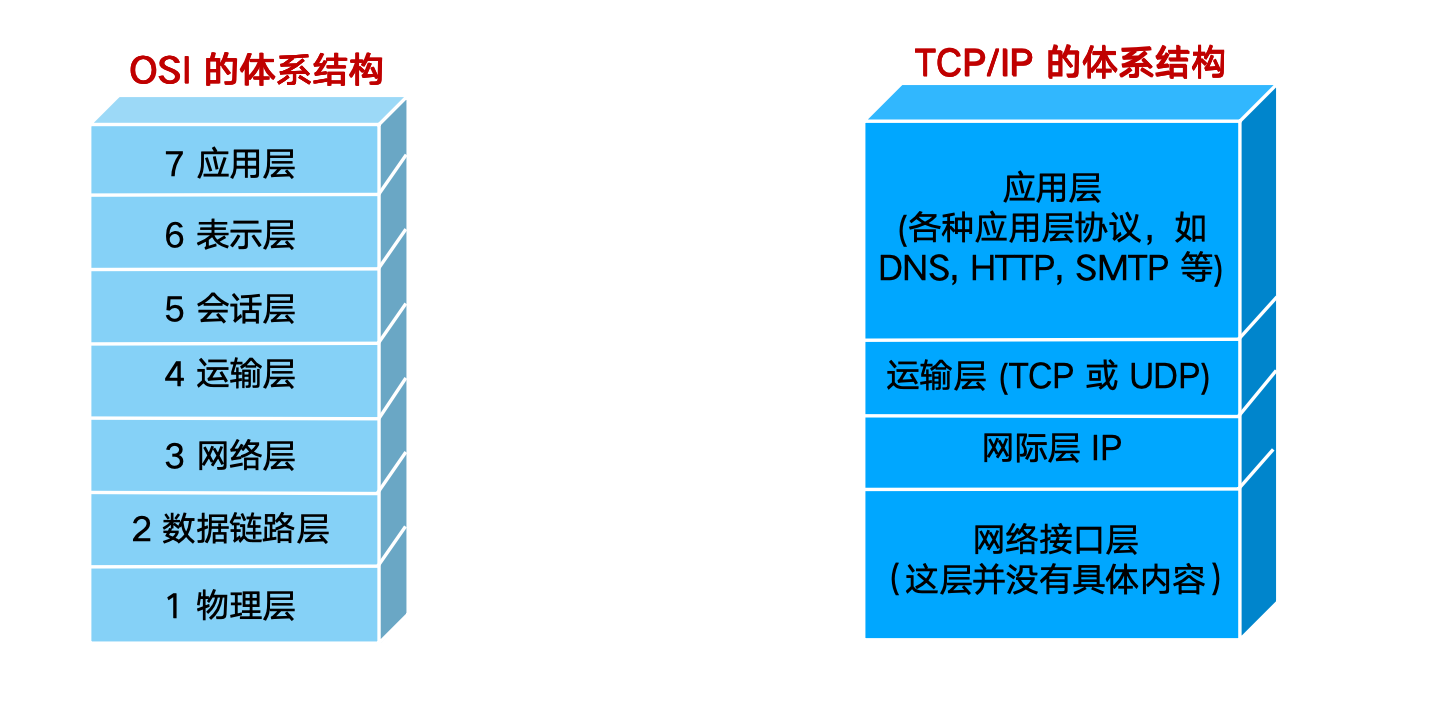 OSI 的体系结构
7 应用层
6 表示层
5 会话层
4 运输层
3 网络层
2 数据链路层
1 物理层
TCP/IP 的体系结构
应用层
(各种应用层协议，如
DNS, HTTP, SMTP 等)
运输层 (TCP 或 UDP)
网际层 IP
网络接口层
（这层并没有具体内容）